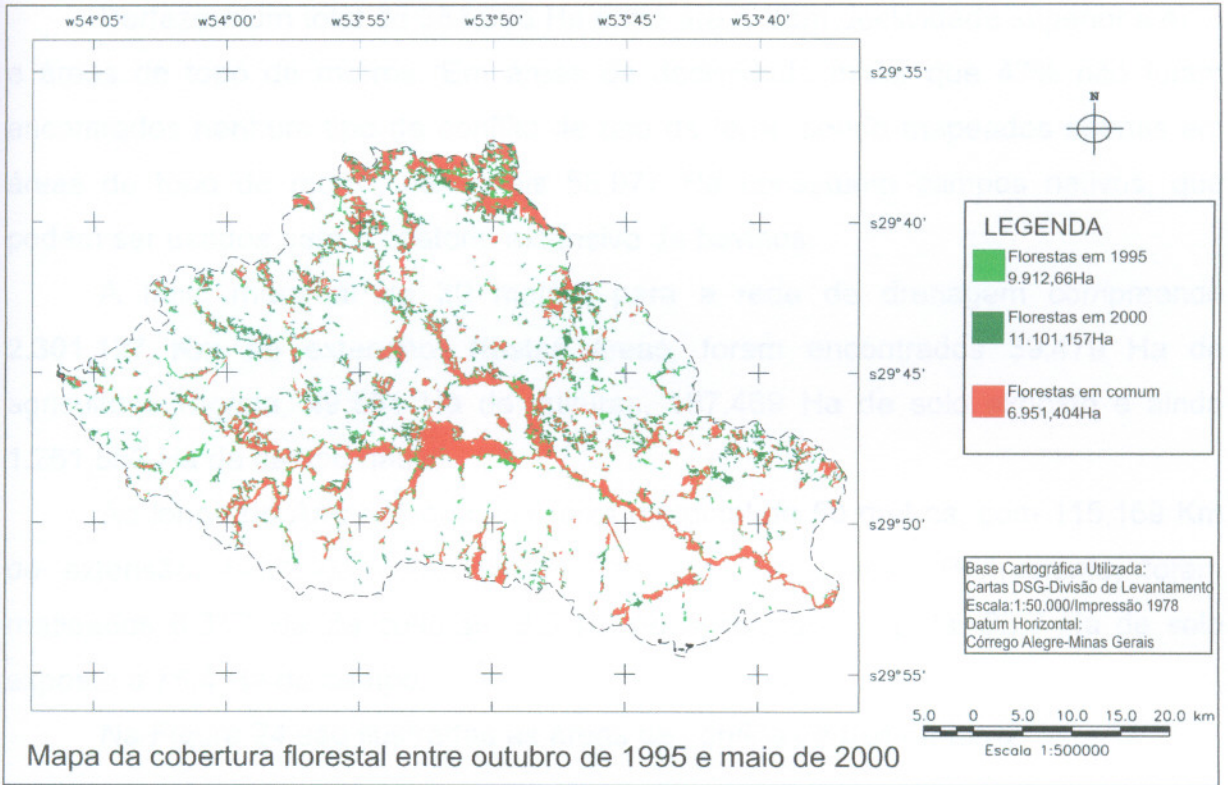 w54°05' w54°00' w53°55' w53°50' w53°45' w53°40'
s29°35'
N
s29°40'
LEGENDA
Florestas em 1995
9.912,66Ha
Florestas em 2000
11.101,157Ha
Florestas em comum
6.951,404Ha
s29°45'
s29°50'
Base Cartográfica Utilizada:
Cartas DSG-Divisão de Levantamento
Escala:1:50.000/Impressão 1978
Datum Horizontal:
Córrego Alegre-Minas Gerais
s29°55'
5.0 0 5.0 10.0 15.0 20.0 km
Escala 1:500000
Mapa da cobertura florestal entre outubro de 1995 e maio de 2000